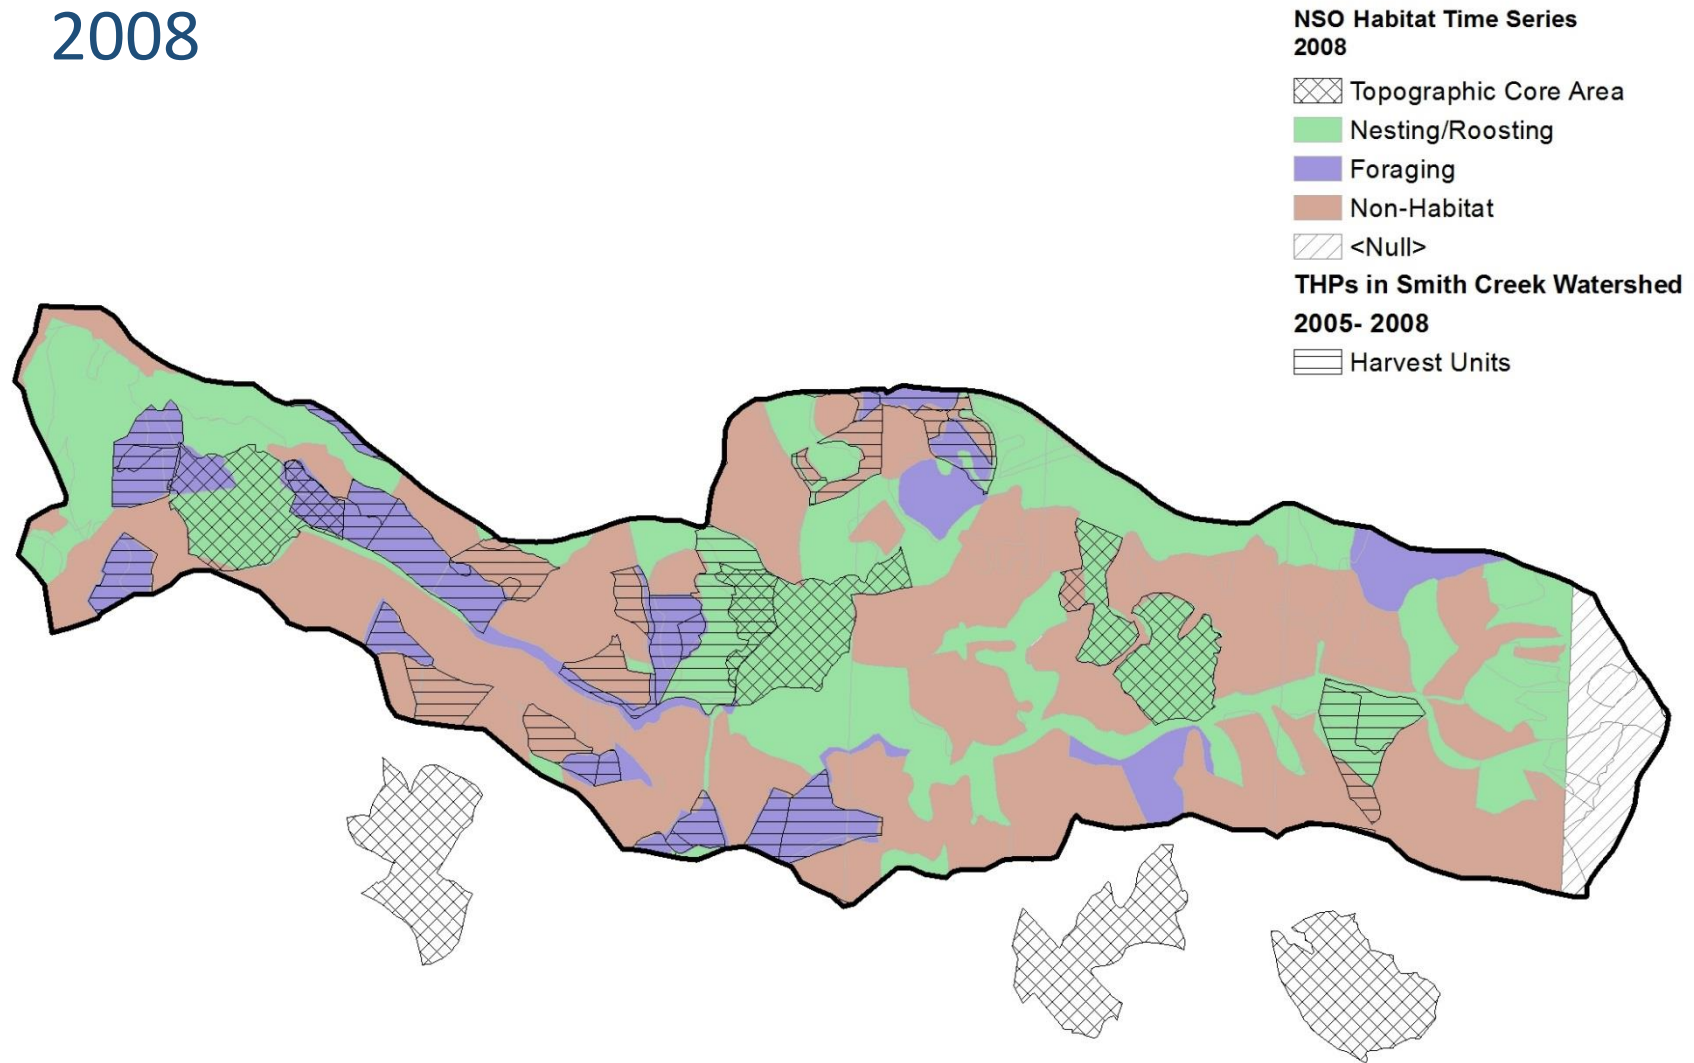 2008
NSO Habitat Time Series
2008
Topographic Core Area
Nesting/Roosting
Foraging
Non-Habitat
<Null>
THPs in Smith Creek Watershed
2005- 2008
Harvest Units